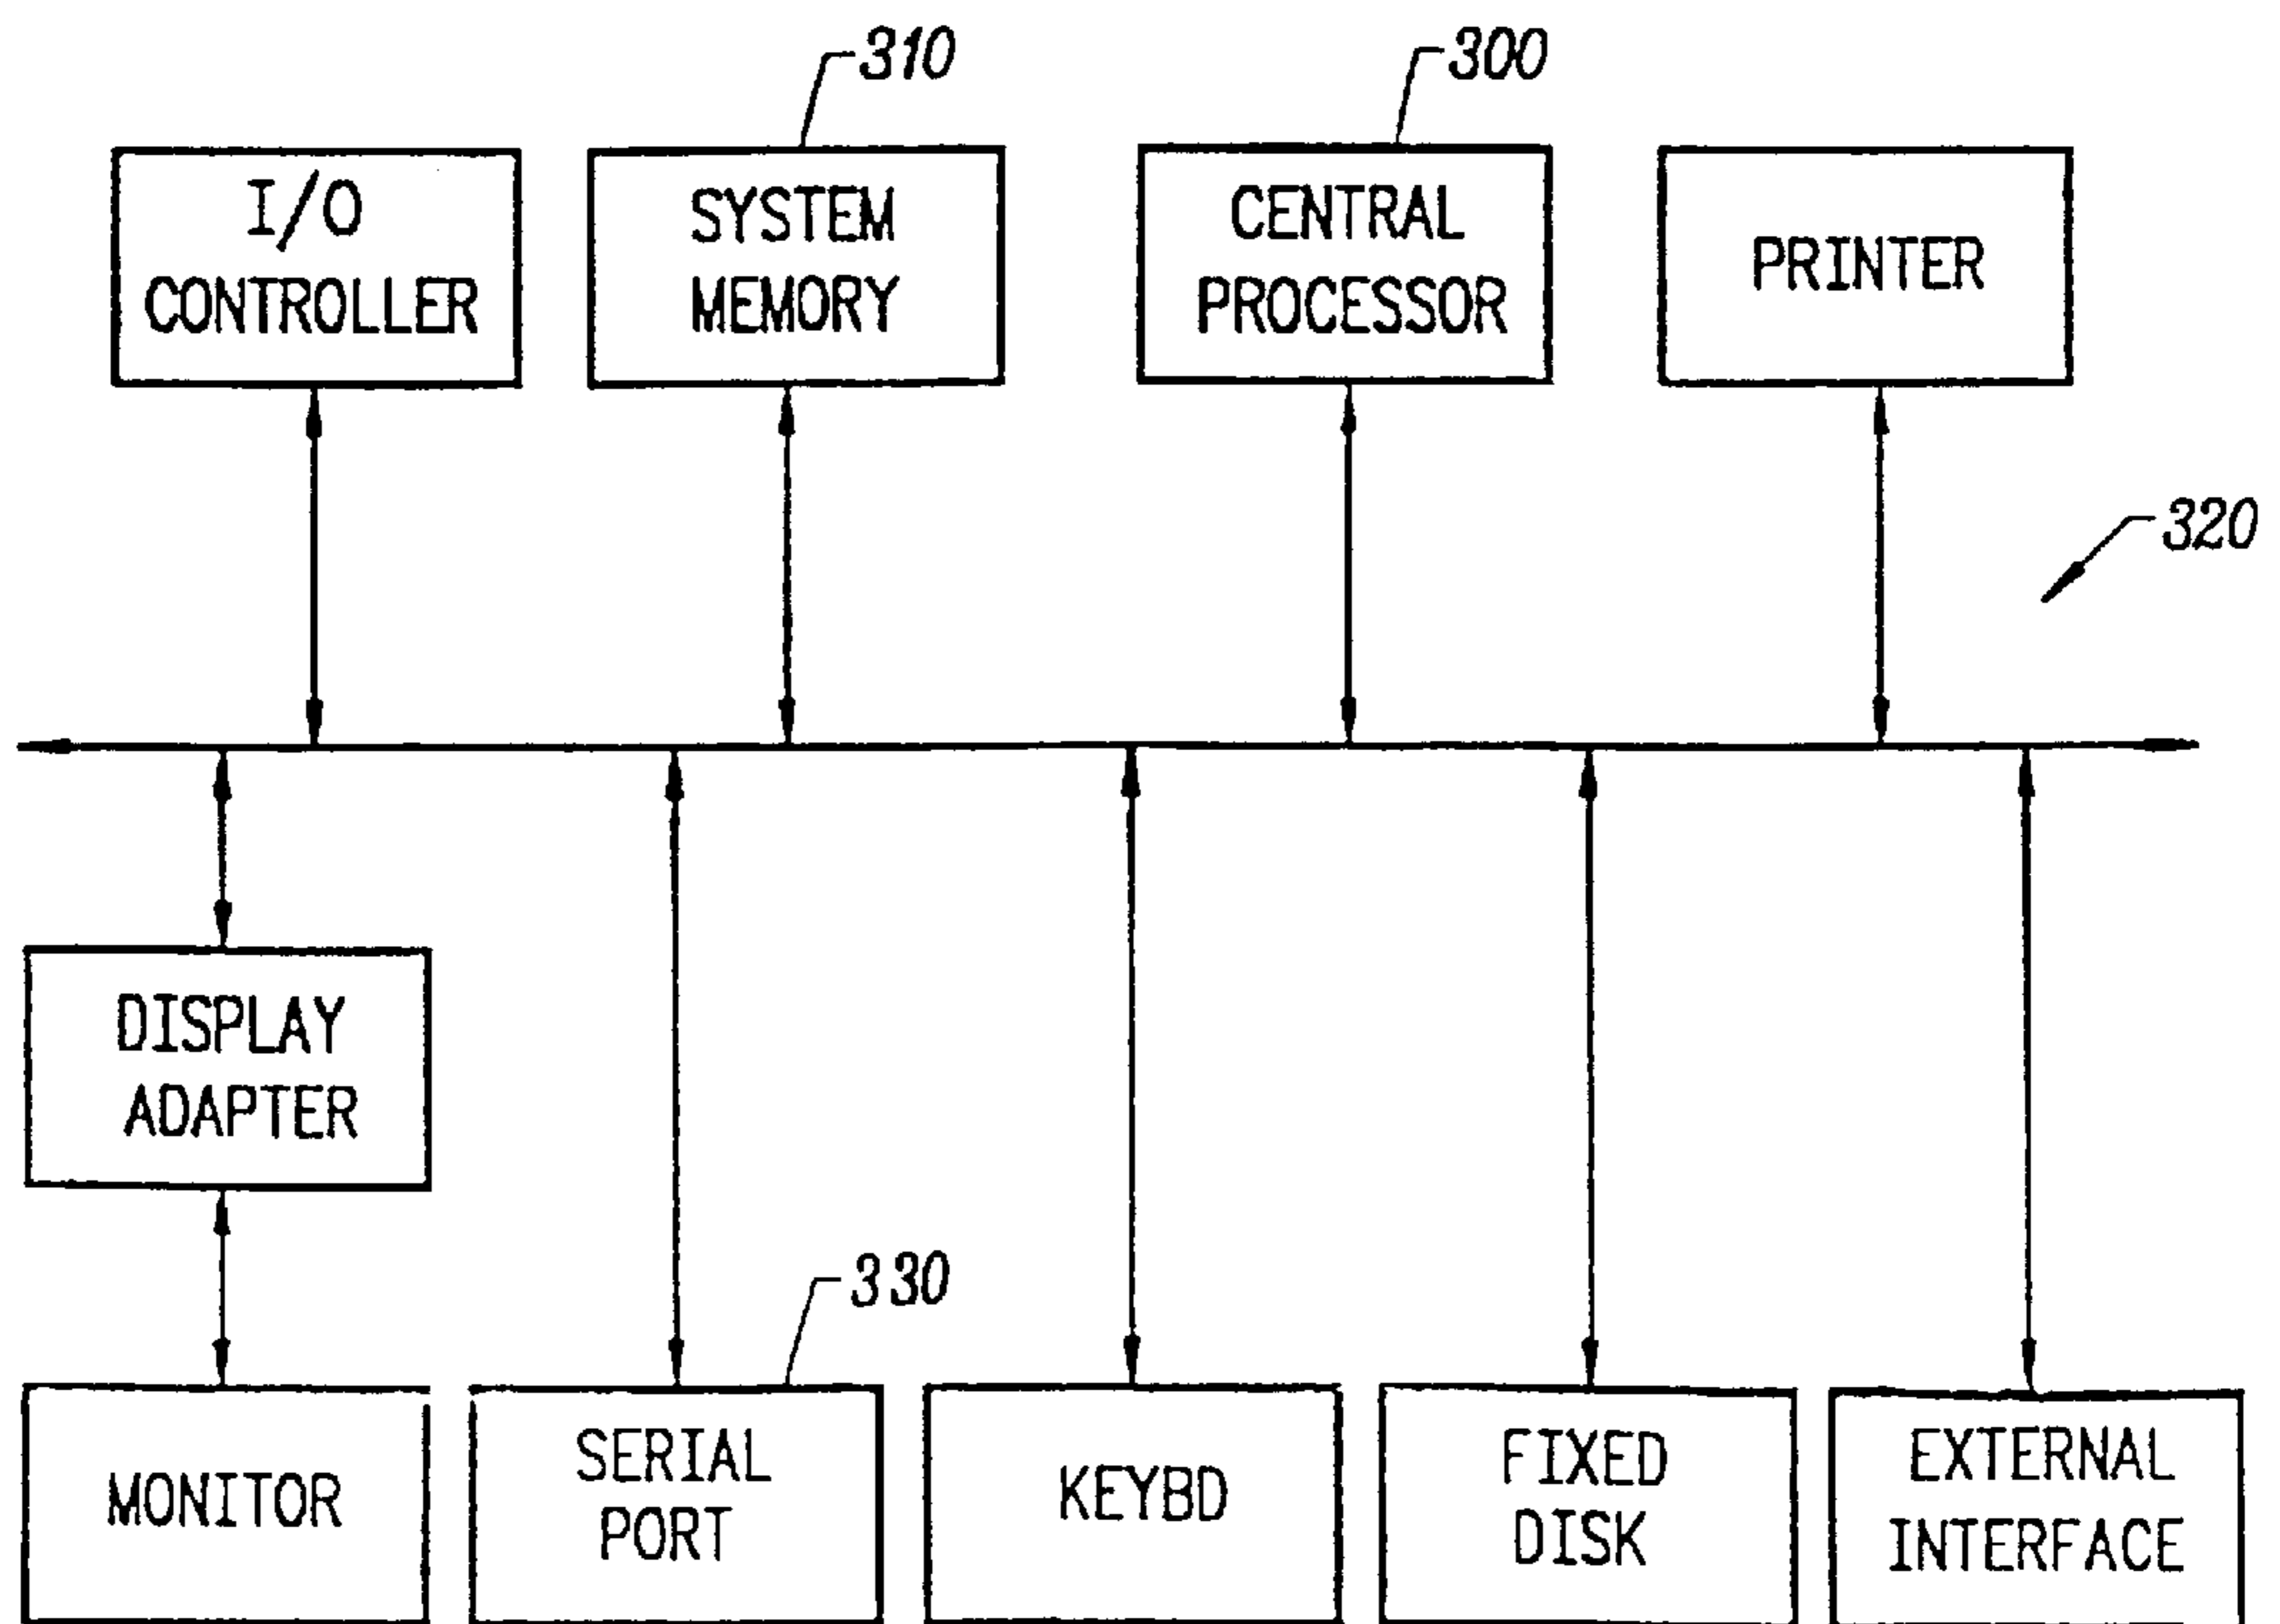 310
300
I/O
CONTROLLER
SYSTEM
MEMORY
CENTRAL
PROCESSOR
PRINTER
320
DISPLAY
ADAPTER
330
MONITOR
SERIAL
PORT
KEYBD
FIXED
DISK
EXTERNAL
INTERFACE